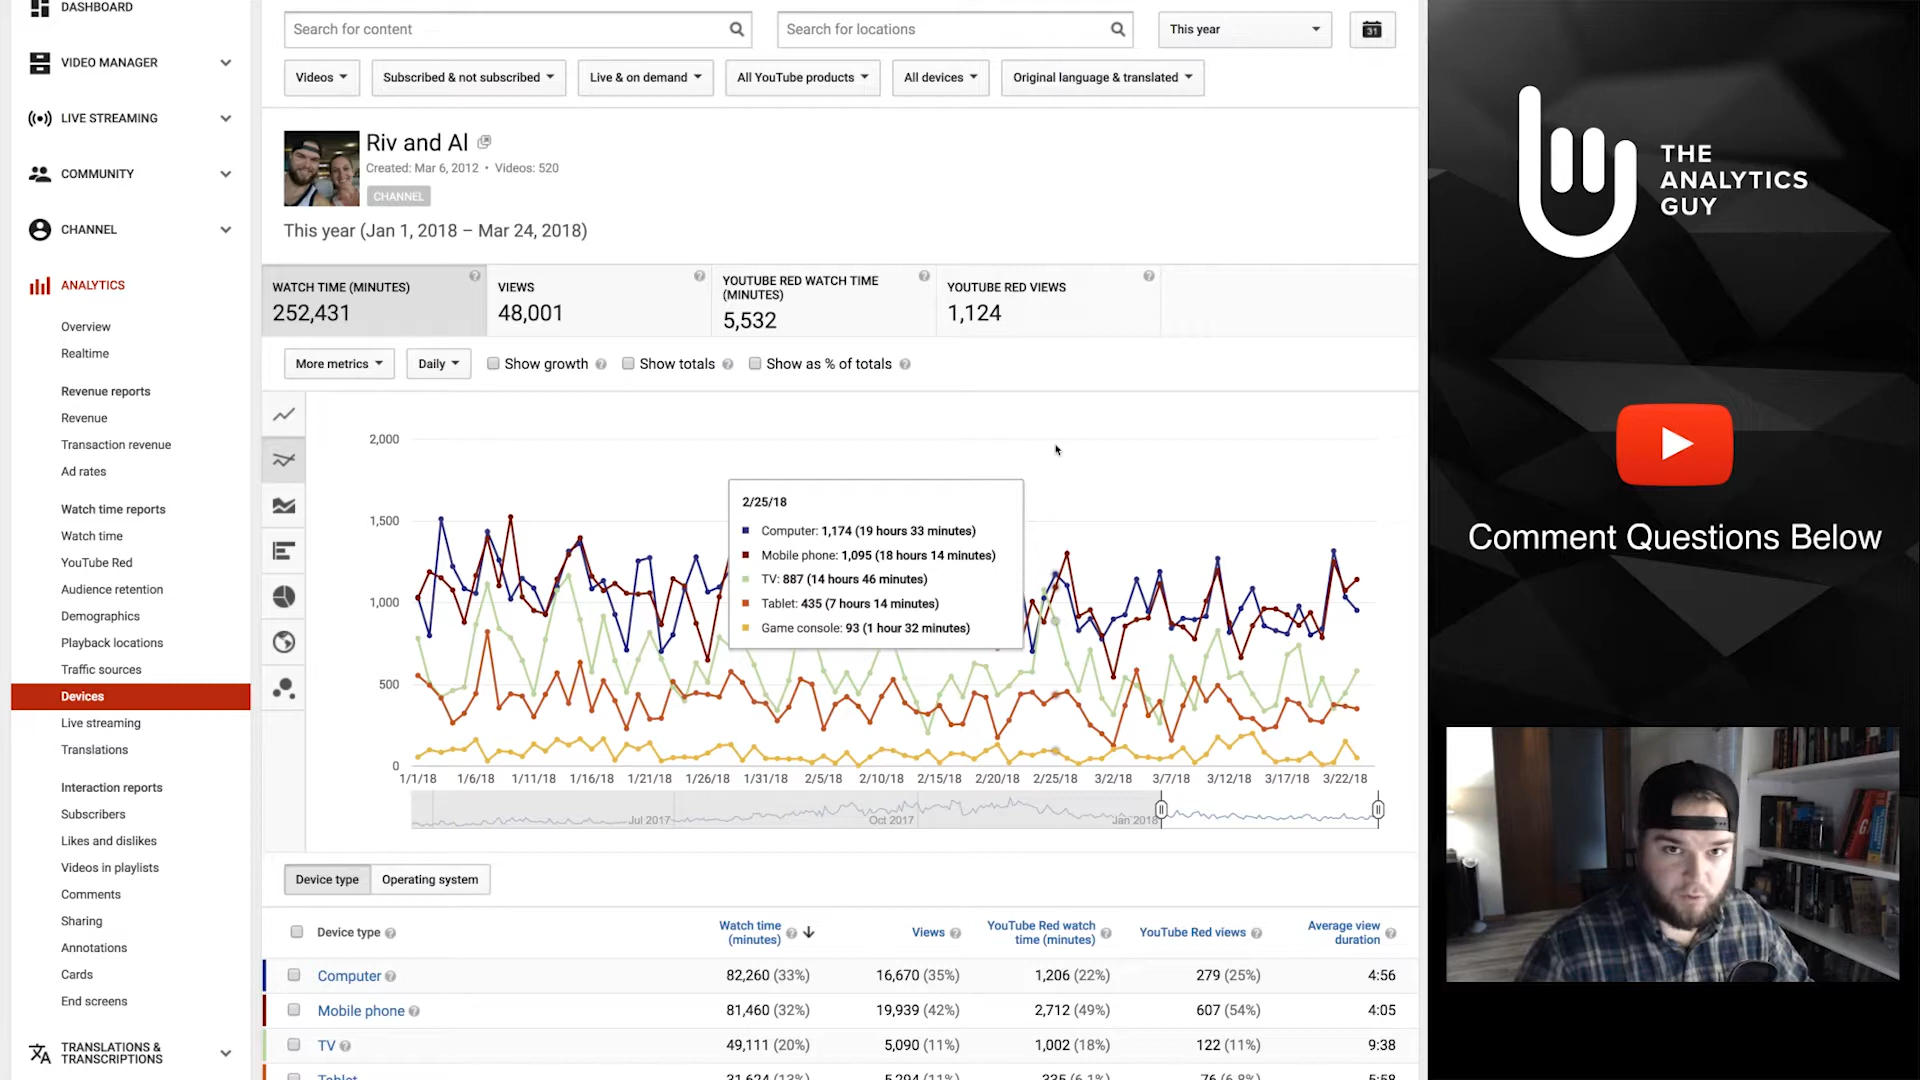 DASHBOARD
VIDEO MANAGER
LIVE STREAMING
COMMUNITY
CHANNEL
ANALYTICS
Overview
Realtime
Revenue reports
Revenue
Transaction revenue
Ad rates
Watch time reports
Watch time
YouTube Red
Audience retention
Demographics
Playback locations
Traffic sources
Devices
Live streaming
Translations
Interaction reports
Subscribers
Likes and dislikes
Videos in playlists
Comments
Sharing
Annotations
Cards
End screens
TRANSLATIONS &
TRANSCRIPTIONS
Search for content
Search for locations
This year
31
Videos
Subscribed & not subscribed
Live & on demand
All YouTube products
All devices
Original language & translated
Riv and Al
Created: Mar 6, 2012 • Videos: 520
CHANNEL
This year (Jan 1, 2018 – Mar 24, 2018)
WATCH TIME (MINUTES)
252,431
VIEWS
48,001
YOUTUBE RED WATCH TIME
(MINUTES)
5,532
YOUTUBE RED VIEWS
1,124
More metrics
Daily
Show growth
Show totals
Show as % of totals
2,000
1,500
1,000
500
0
2/25/18
Computer: 1,174 (19 hours 33 minutes)
Mobile phone: 1,095 (18 hours 14 minutes)
TV: 887 (14 hours 46 minutes)
Tablet: 435 (7 hours 14 minutes)
Game console: 93 (1 hour 32 minutes)
1/1/18 1/6/18 1/11/18 1/16/18 1/21/18 1/26/18 1/31/18 2/5/18 2/10/18 2/15/18 2/20/18 2/25/18 3/2/18 3/7/18 3/12/18 3/17/18 3/22/18
Jul 2017 Oct 2017 Jan 2018
Device type
Operating system
Device type
Watch time
(minutes)
Views
YouTube Red watch
time (minutes)
YouTube Red views
Average view
duration
Computer 82,260 (33%) 16,670 (35%) 1,206 (22%) 279 (25%) 4:56
Mobile phone 81,460 (32%) 19,939 (42%) 2,712 (49%) 607 (54%) 4:05
TV 49,111 (20%) 5,090 (11%) 1,002 (18%) 122 (11%) 9:38
Tablet 31,624 (13%) 5,294 (11%) 335 (6.1%) 76 (6.8%) 5:58
THE
ANALYTICS
GUY
Comment Questions Below